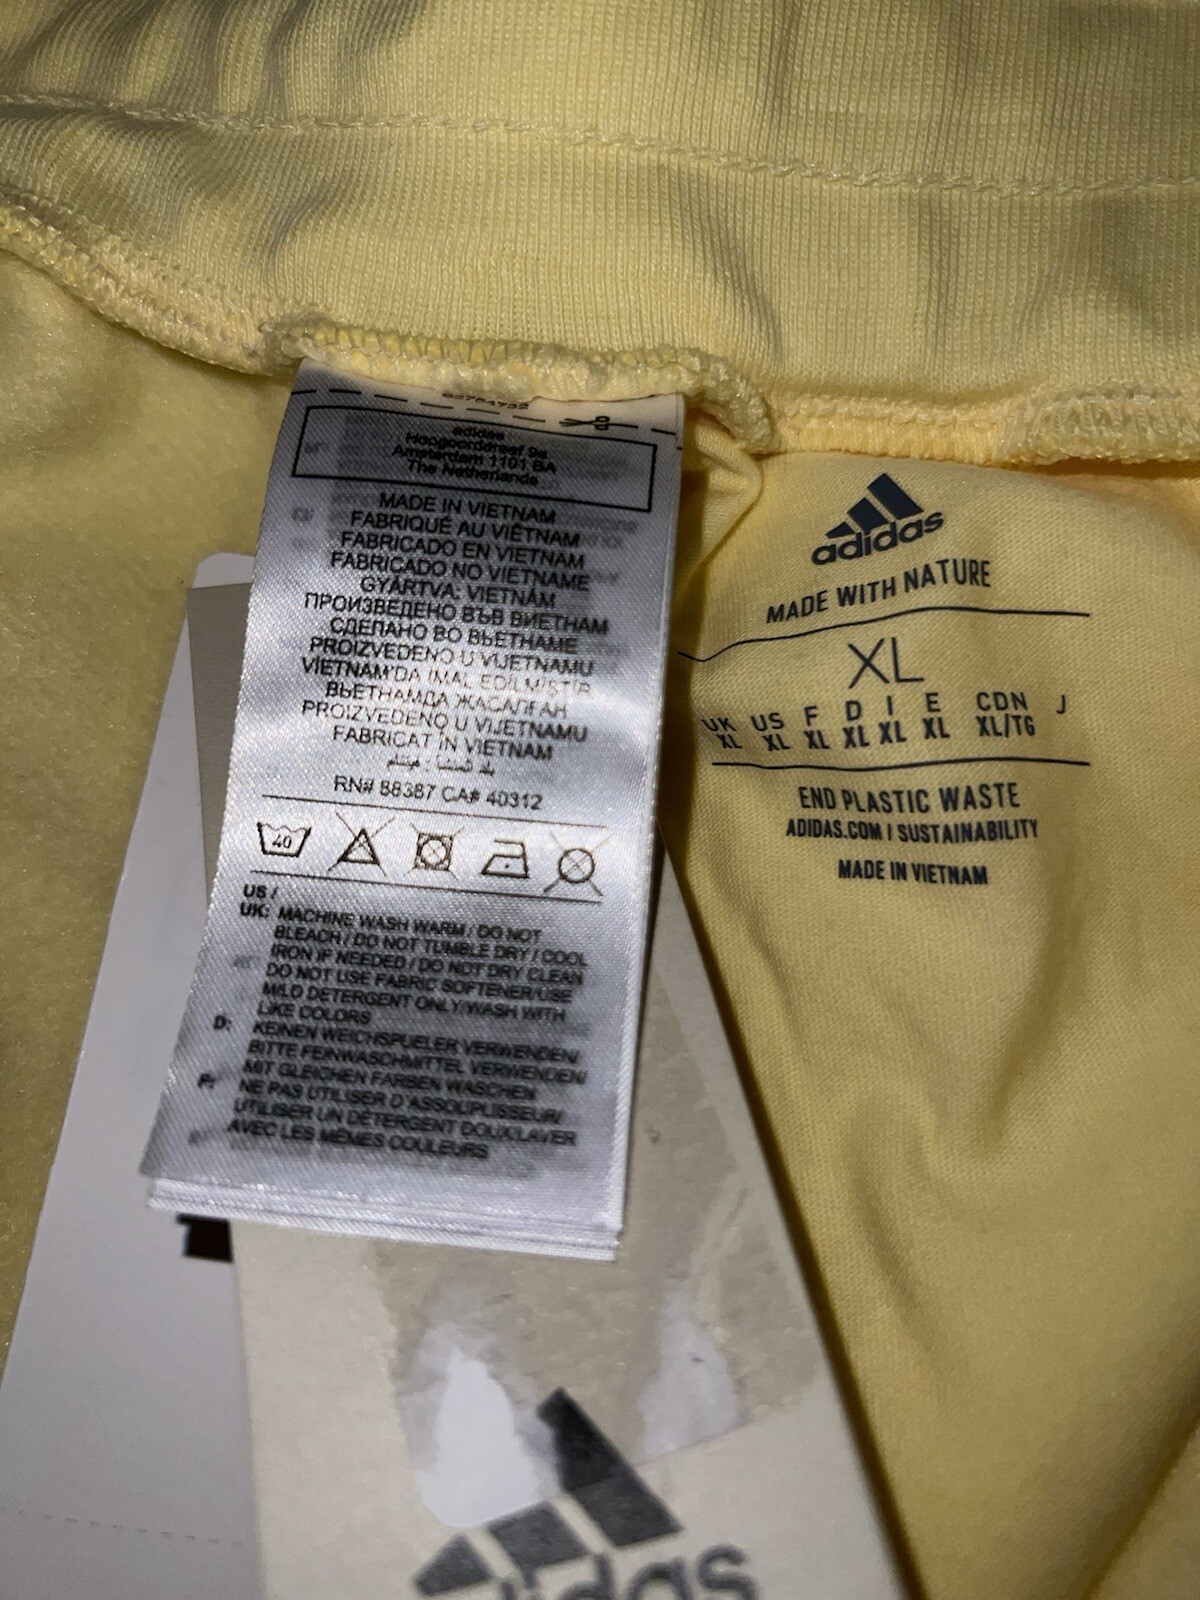 adidas
Hoogoorddreef 9a
Amsterdam 1101 BA
The Netherlands
MADE IN VIETNAM
FABRIQUÉ AU VIÊTNAM
FABRICADO EN VIETNAM
FABRICADO NO VIETNAME
GYÁRTVA: VIETNÁM
ПРОИЗВЕДЕНО ВЪВ ВИЕТНАМ
СДЕЛАНО ВО ВЬЕТНАМЕ
PROIZVEDENO U VIJETNAMU
VİETNAM'DA İMAL EDİLMİŞTİR
ВЬЕТНАМДА ЖАСАЛҒАН
PROIZVEDENO U VIJETNAMU
FABRICAT ÎN VIETNAM
RN# 88387 CA# 40312
40
US /
UK: MACHINE WASH WARM / DO NOT
BLEACH / DO NOT TUMBLE DRY / COOL
IRON IF NEEDED / DO NOT DRY CLEAN
DO NOT USE FABRIC SOFTENER/USE
MILD DETERGENT ONLY/WASH WITH
LIKE COLORS
D: KEINEN WEICHSPUELER VERWENDEN/
BITTE FEINWASCHMITTEL VERWENDEN/
MIT GLEICHEN FARBEN WASCHEN
F: NE PAS UTILISER D'ASSOUPLISSEUR/
UTILISER UN DÉTERGENT DOUX/LAVER
AVEC LES MÊMES COULEURS
adidas
MADE WITH NATURE
XL
UK US F D I E CDN J
XL XL XL XL XL XL XL/TG
END PLASTIC WASTE
ADIDAS.COM / SUSTAINABILITY
MADE IN VIETNAM
adidas